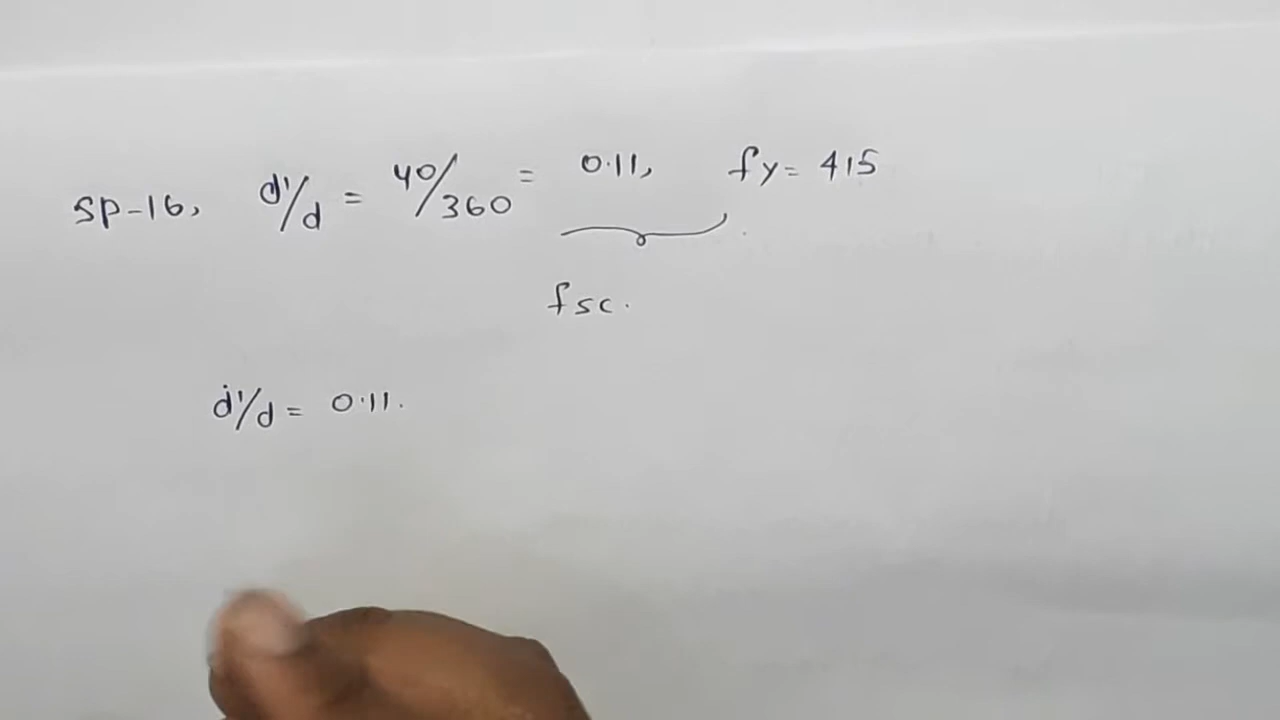 SP-16, d'/d = 40/360 = 0.11, fy = 415
fsc.
d'/d = 0.11.